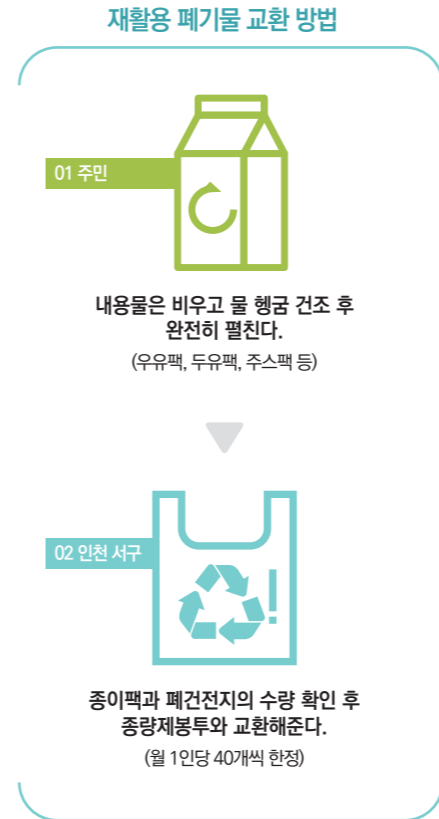 재활용 폐기물 교환 방법
01 주민
내용물은 비우고 물 헹굼 건조 후
완전히 펼친다.
(우유팩, 두유팩, 주스팩 등)
02 인천 서구
종이팩과 폐건전지의 수량 확인 후
종량제봉투와 교환해준다.
(월 1인당 40개씩 한정)